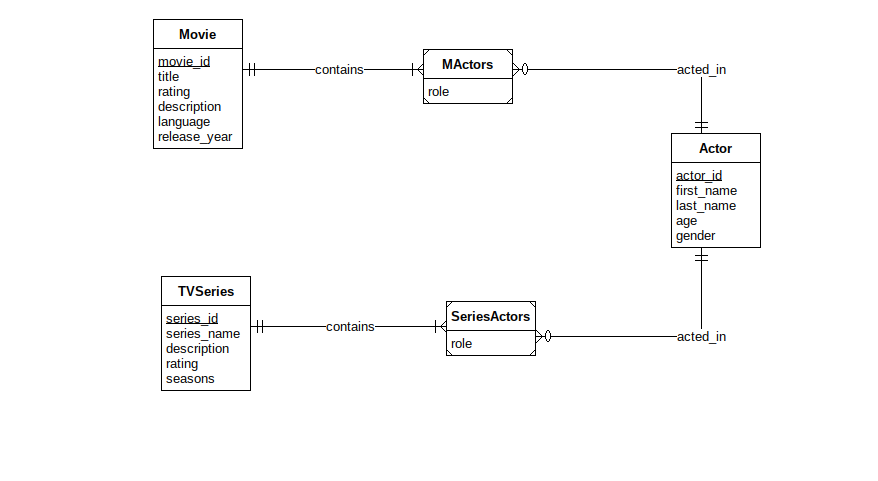 Movie
movie_id
title
rating
description
language
release_year
contains
MActors
role
acted_in
Actor
actor_id
first_name
last_name
age
gender
TVSeries
series_id
series_name
description
rating
seasons
contains
SeriesActors
role
acted_in